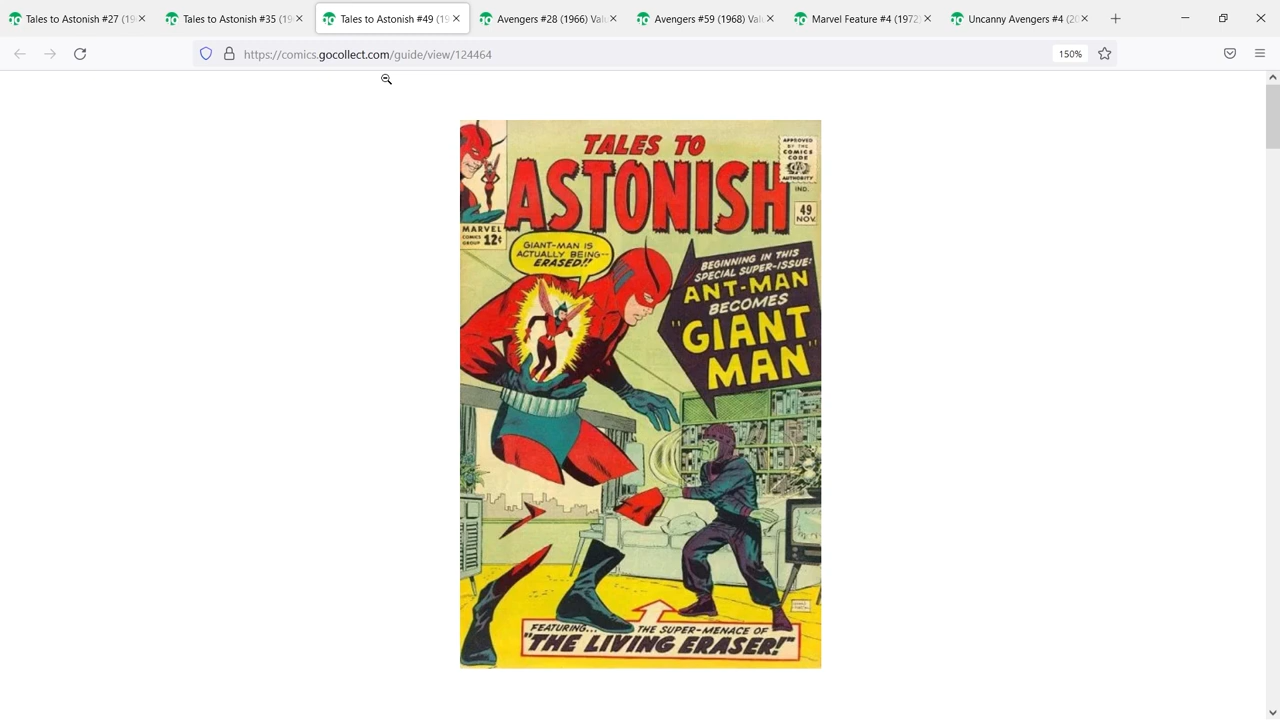 Tales to Astonish #27 (19
Tales to Astonish #35 (19
Tales to Astonish #49 (19
Avengers #28 (1966) Valu
Avengers #59 (1968) Valu
Marvel Feature #4 (1972)
Uncanny Avengers #4 (20
https://comics.gocollect.com/guide/view/124464
150%
TALES TO
ASTONISH
APPROVED
BY THE
COMICS
CODE
AUTHORITY
IND.
49
NOV.
MARVEL
COMICS
GROUP
12¢
GIANT-MAN IS
ACTUALLY BEING--
ERASED!!
BEGINNING IN THIS
SPECIAL SUPER-ISSUE!
ANT-MAN
BECOMES
"GIANT
MAN"
FEATURING... THE SUPER-MENACE OF
"THE LIVING ERASER!"